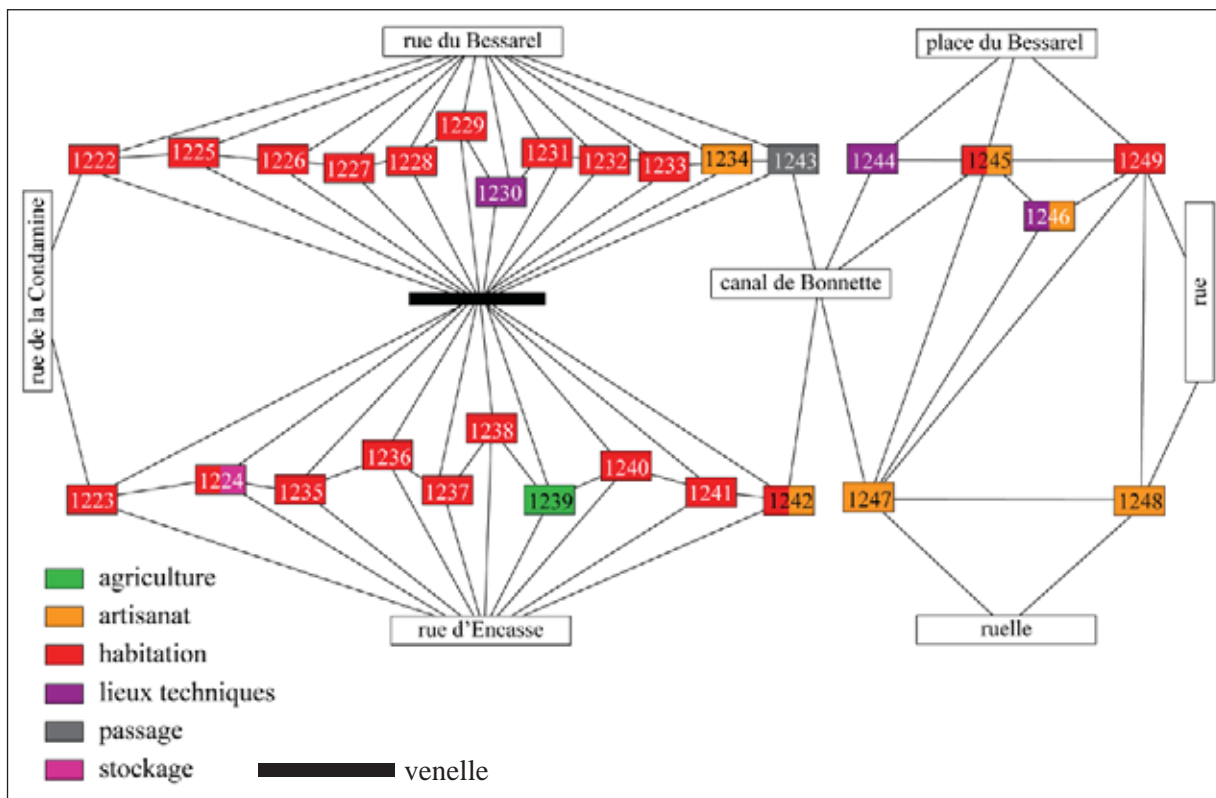 rue du Bessarel
place du Bessarel
1229
1222
1225
1226
1227
1228
1231
1232
1233
1234
1243
1244
1245
1249
1230
1246
rue de la Condamine
canal de Bonnette
rue
1238
1236
1240
1223
1224
1235
1237
1239
1241
1242
1247
1248
agriculture
artisanat
rue d'Encasse
ruelle
habitation
lieux techniques
passage
stockage
venelle